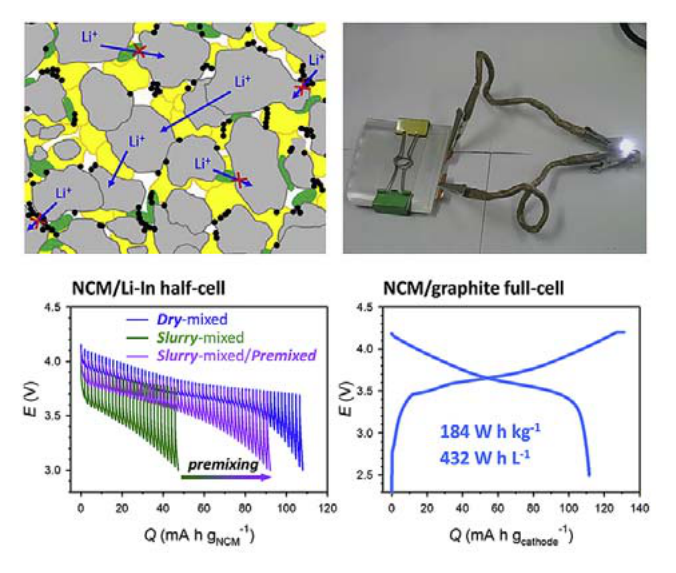 Li⁺
Li⁺
Li⁺
Li⁺
Li⁺
Li⁺
NCM/Li-In half-cell
4.5
4.0
3.5
3.0
E (V)
Dry-mixed
Slurry-mixed
Slurry-mixed/Premixed
premixing
0 20 40 60 80 100 120
Q (mA h gNCM⁻¹)
NCM/graphite full-cell
4.5
4.0
3.5
3.0
2.5
E (V)
184 W h kg⁻¹
432 W h L⁻¹
0 20 40 60 80 100 120 140
Q (mA h gcathode⁻¹)